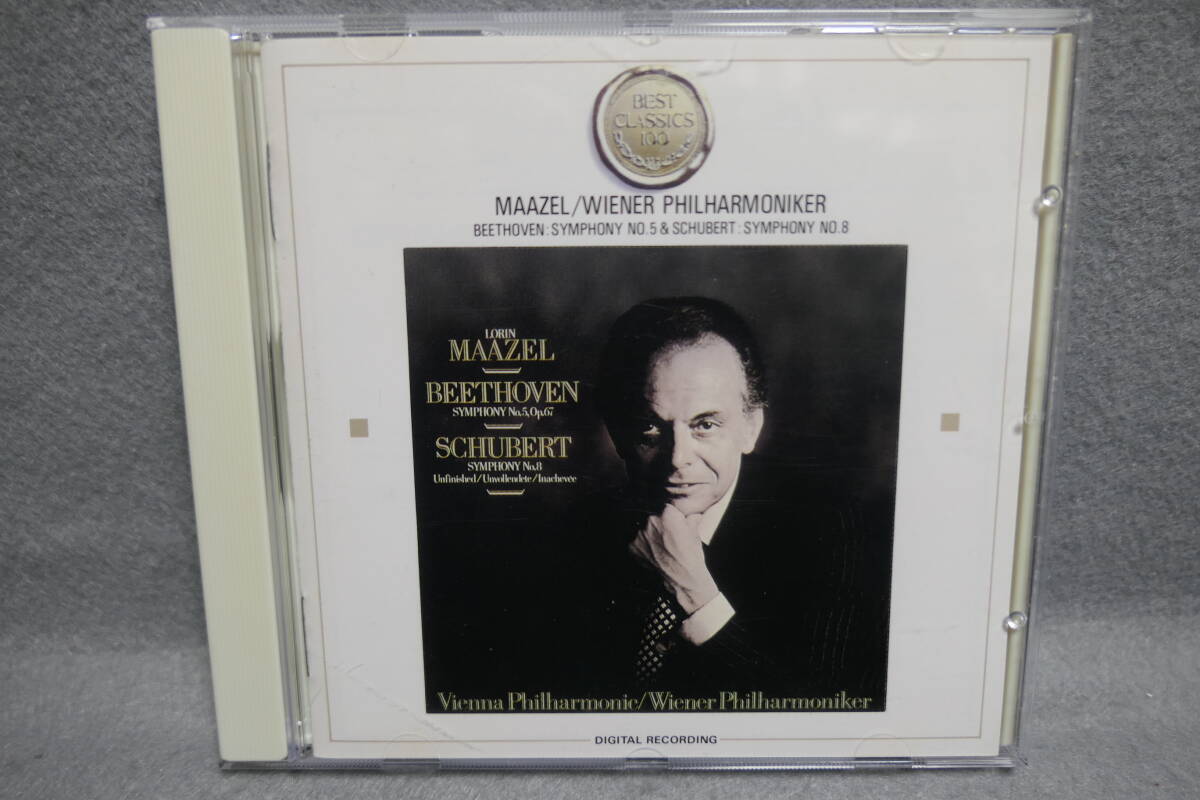 BEST
CLASSICS
100
MAAZEL/WIENER PHILHARMONIKER
BEETHOVEN: SYMPHONY NO.5 & SCHUBERT: SYMPHONY NO.8
LORIN
MAAZEL
BEETHOVEN
SYMPHONY No.5, Op.67
SCHUBERT
SYMPHONY No.8
Unfinished/Unvollendete/Inachevée
Vienna Philharmonic/Wiener Philharmoniker
DIGITAL RECORDING